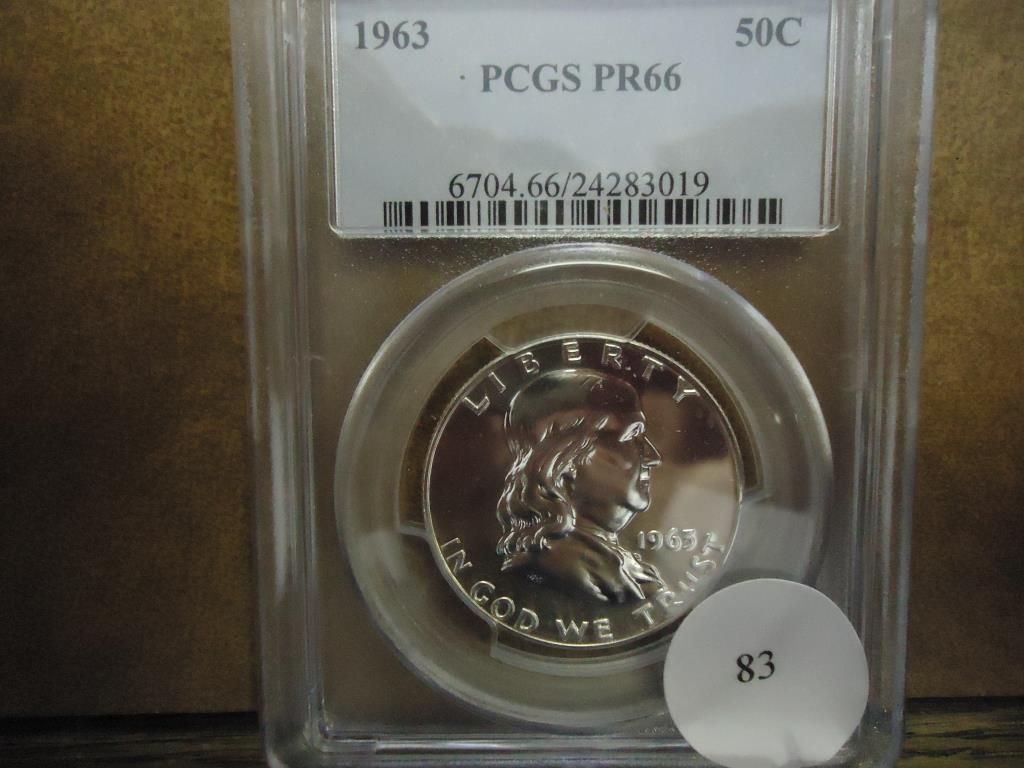 1963 50C
PCGS PR66
6704.66/24283019
LIBERTY
1963
IN GOD WE TRUST
83